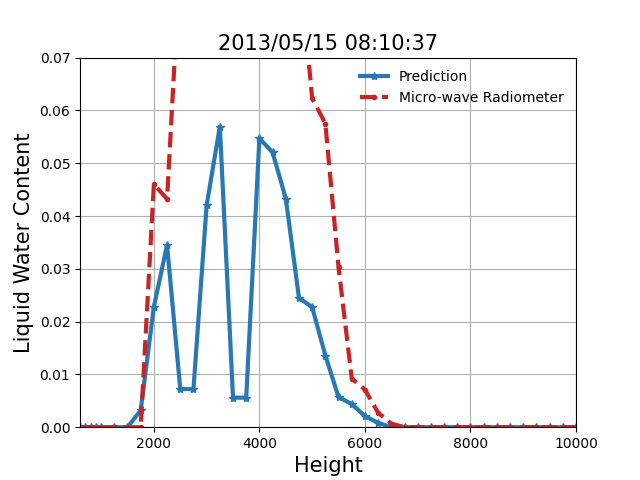 2013/05/15 08:10:37
Prediction
Micro-wave Radiometer
Liquid Water Content
0.07
0.06
0.05
0.04
0.03
0.02
0.01
0.00
2000 4000 6000 8000 10000
Height